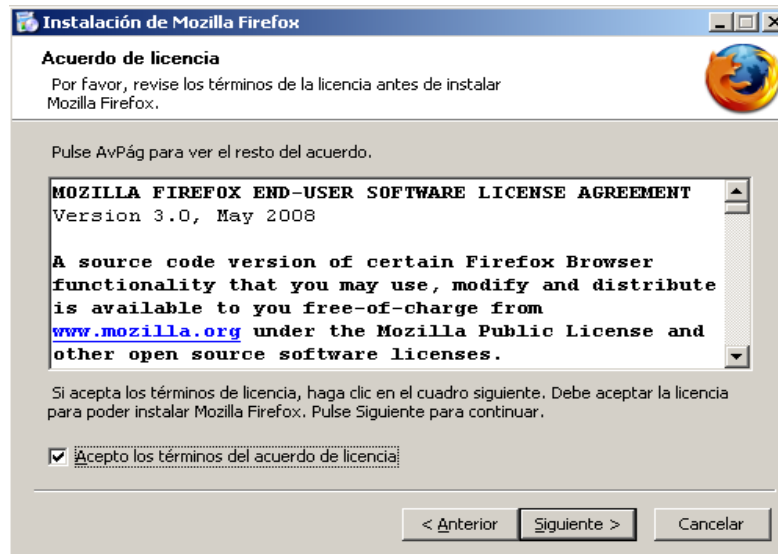 Instalación de Mozilla Firefox
Acuerdo de licencia
Por favor, revise los términos de la licencia antes de instalar
Mozilla Firefox.
Pulse AvPág para ver el resto del acuerdo.
MOZILLA FIREFOX END-USER SOFTWARE LICENSE AGREEMENT
Version 3.0, May 2008
A source code version of certain Firefox Browser
functionality that you may use, modify and distribute
is available to you free-of-charge from
www.mozilla.org under the Mozilla Public License and
other open source software licenses.
Si acepta los términos de licencia, haga clic en el cuadro siguiente. Debe aceptar la licencia
para poder instalar Mozilla Firefox. Pulse Siguiente para continuar.
Acepto los términos del acuerdo de licencia
< Anterior
Siguiente >
Cancelar